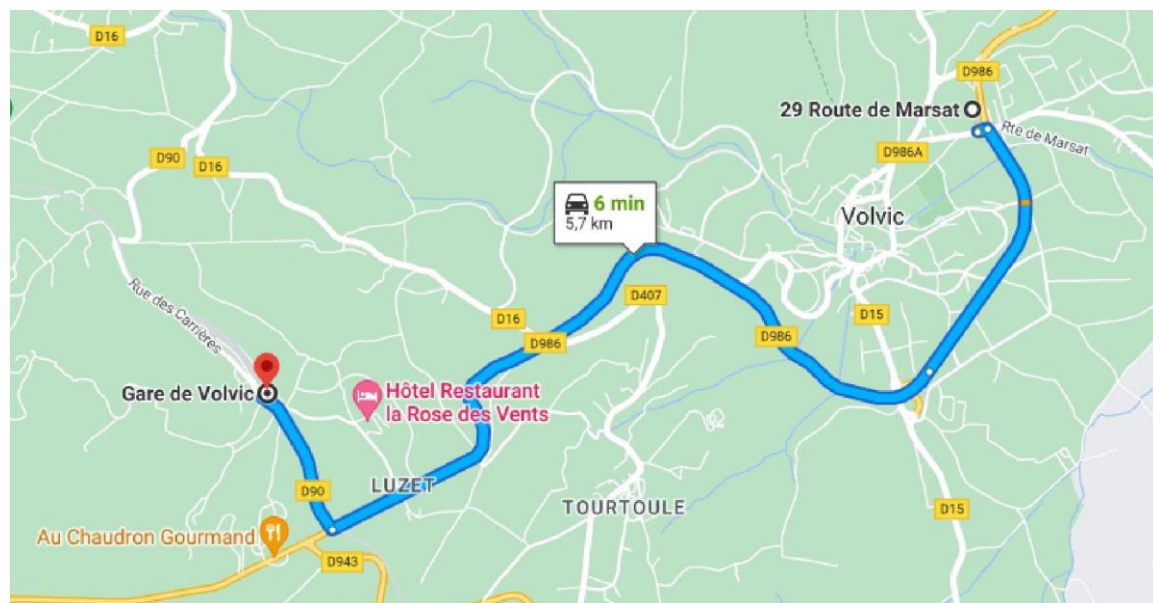 D16
D986
29 Route de Marsat
Rte de Marsat
D986A
D90
D16
6 min
5,7 km
Volvic
Rue des Carrières
D407
D16
D986
D986
D15
Gare de Volvic
Hôtel Restaurant
la Rose des Vents
LUZET
D90
TOURTOULE
D15
Au Chaudron Gourmand
D943